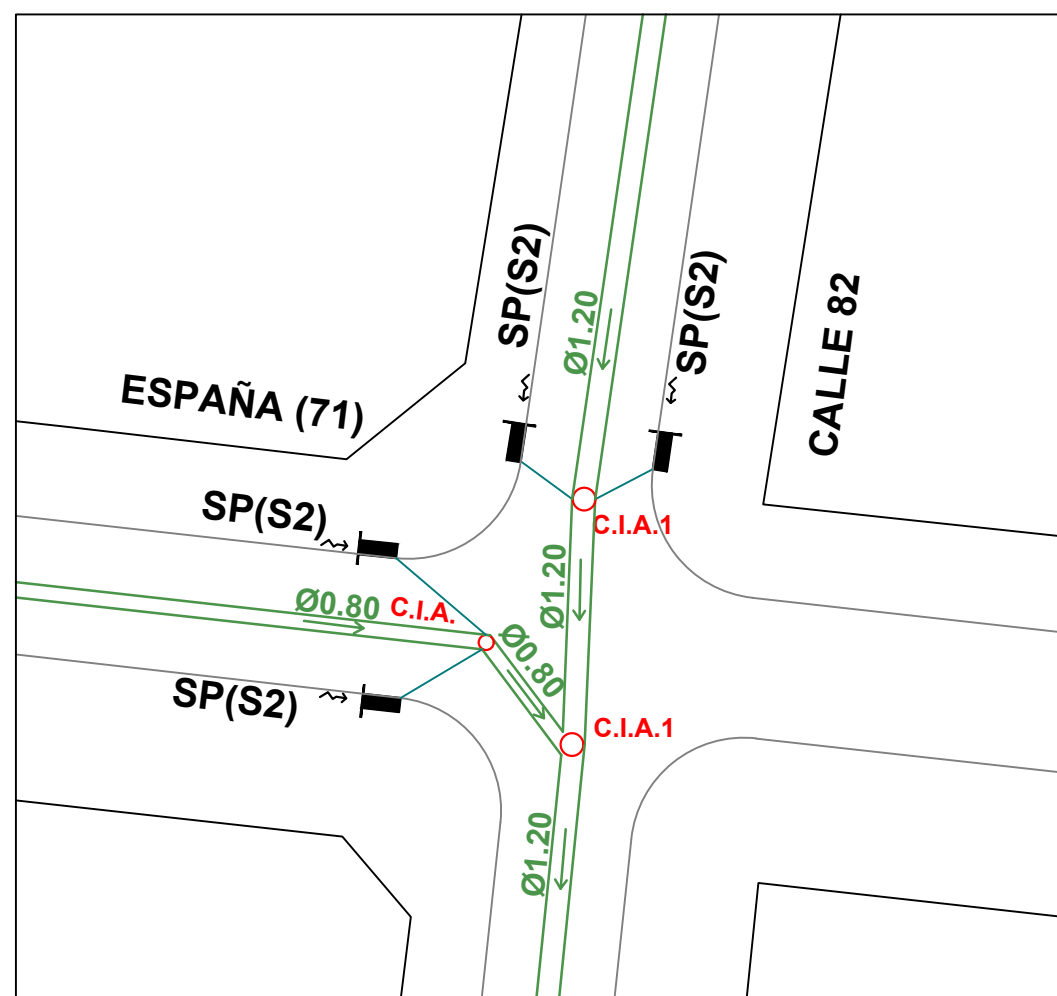 SP(S2)
SP(S2)
Ø1.20
CALLE 82
ESPAÑA (71)
SP(S2)
C.I.A.1
Ø1.20
Ø0.80
C.I.A.
Ø0.80
SP(S2)
C.I.A.1
Ø1.20